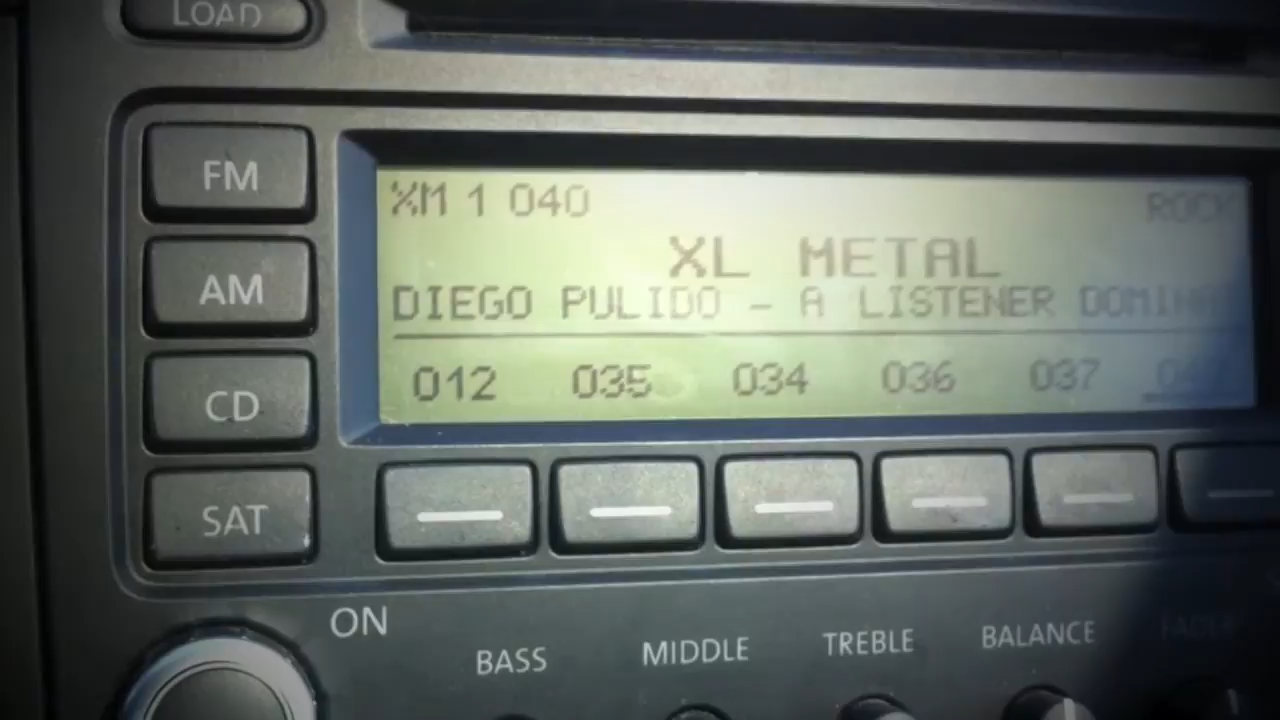 LOAD
FM
AM
CD
SAT
XM 1 040 ROCK
XL METAL
DIEGO PULIDO - A LISTENER
012 035 034 036 037
ON
BASS MIDDLE TREBLE BALANCE FADER